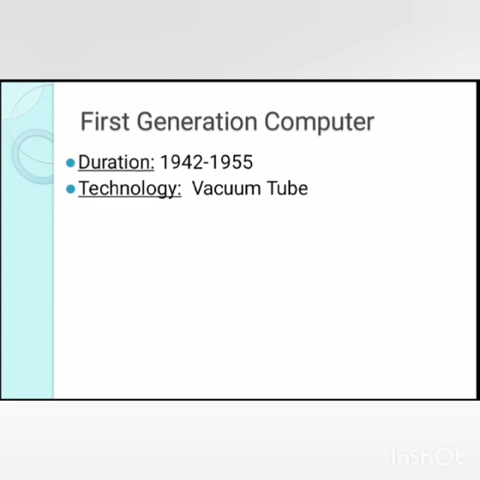 First Generation Computer
Duration: 1942-1955
Technology: Vacuum Tube
InShOt